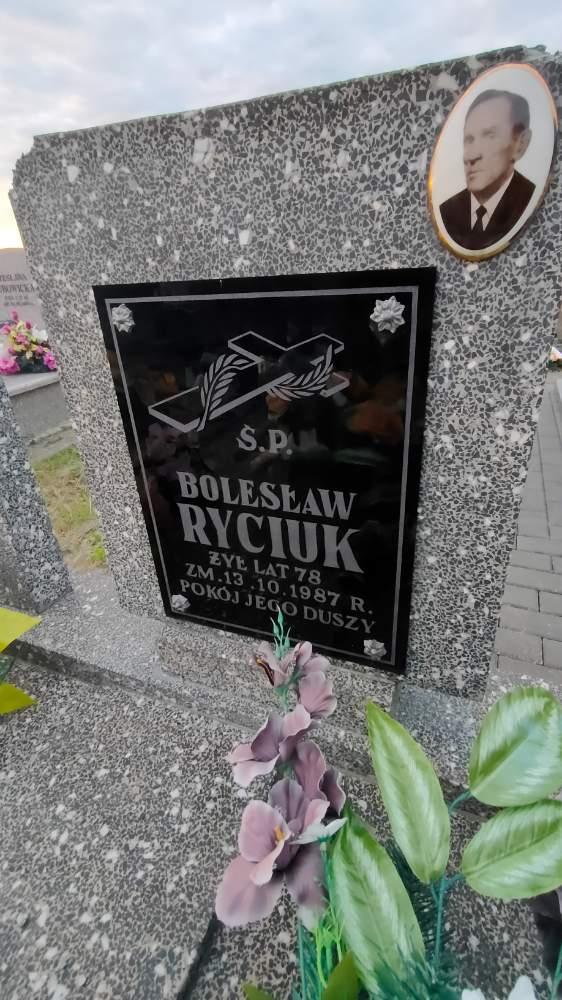 Ś.P.
BOLESŁAW
RYCIUK
ŻYŁ LAT 78
ZM.13.10.1987 R.
POKÓJ JEGO DUSZY